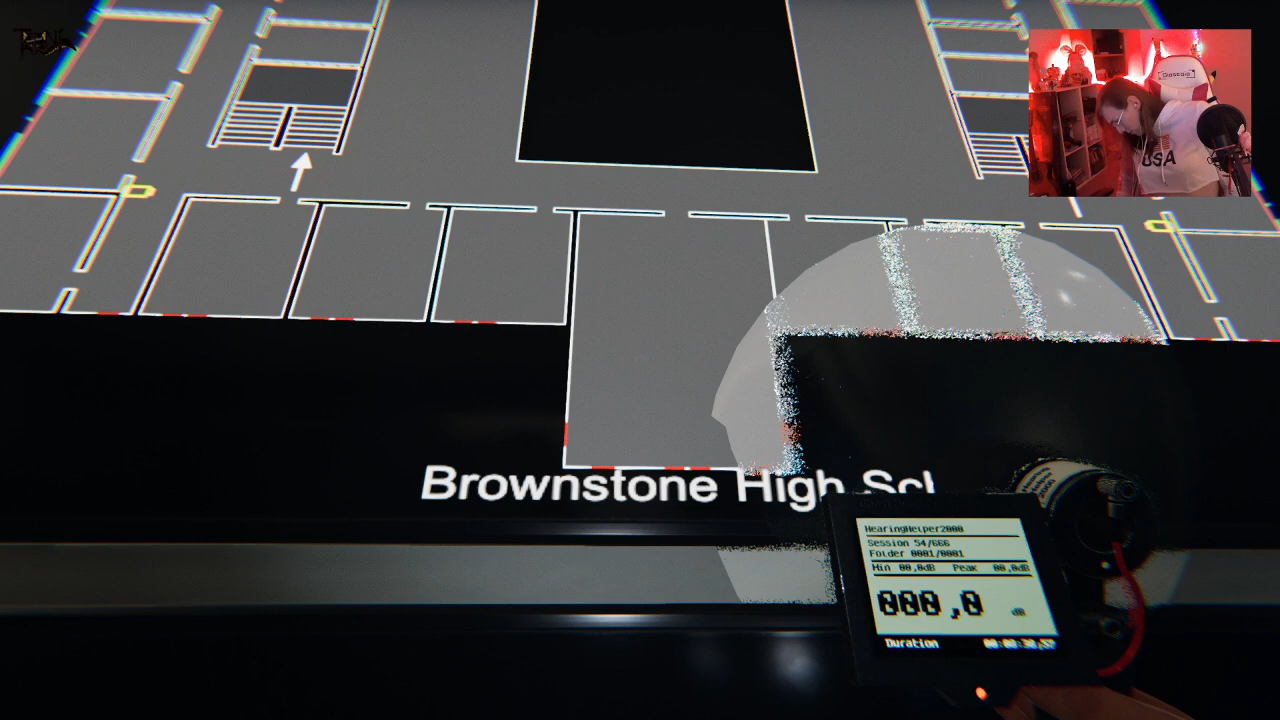 USA
Brownstone High Scl
HearingHelper2000
Session 54/666
Folder 0001/0001
Min 00,0dB Peak 00,0dB
000,0 dB
Duration